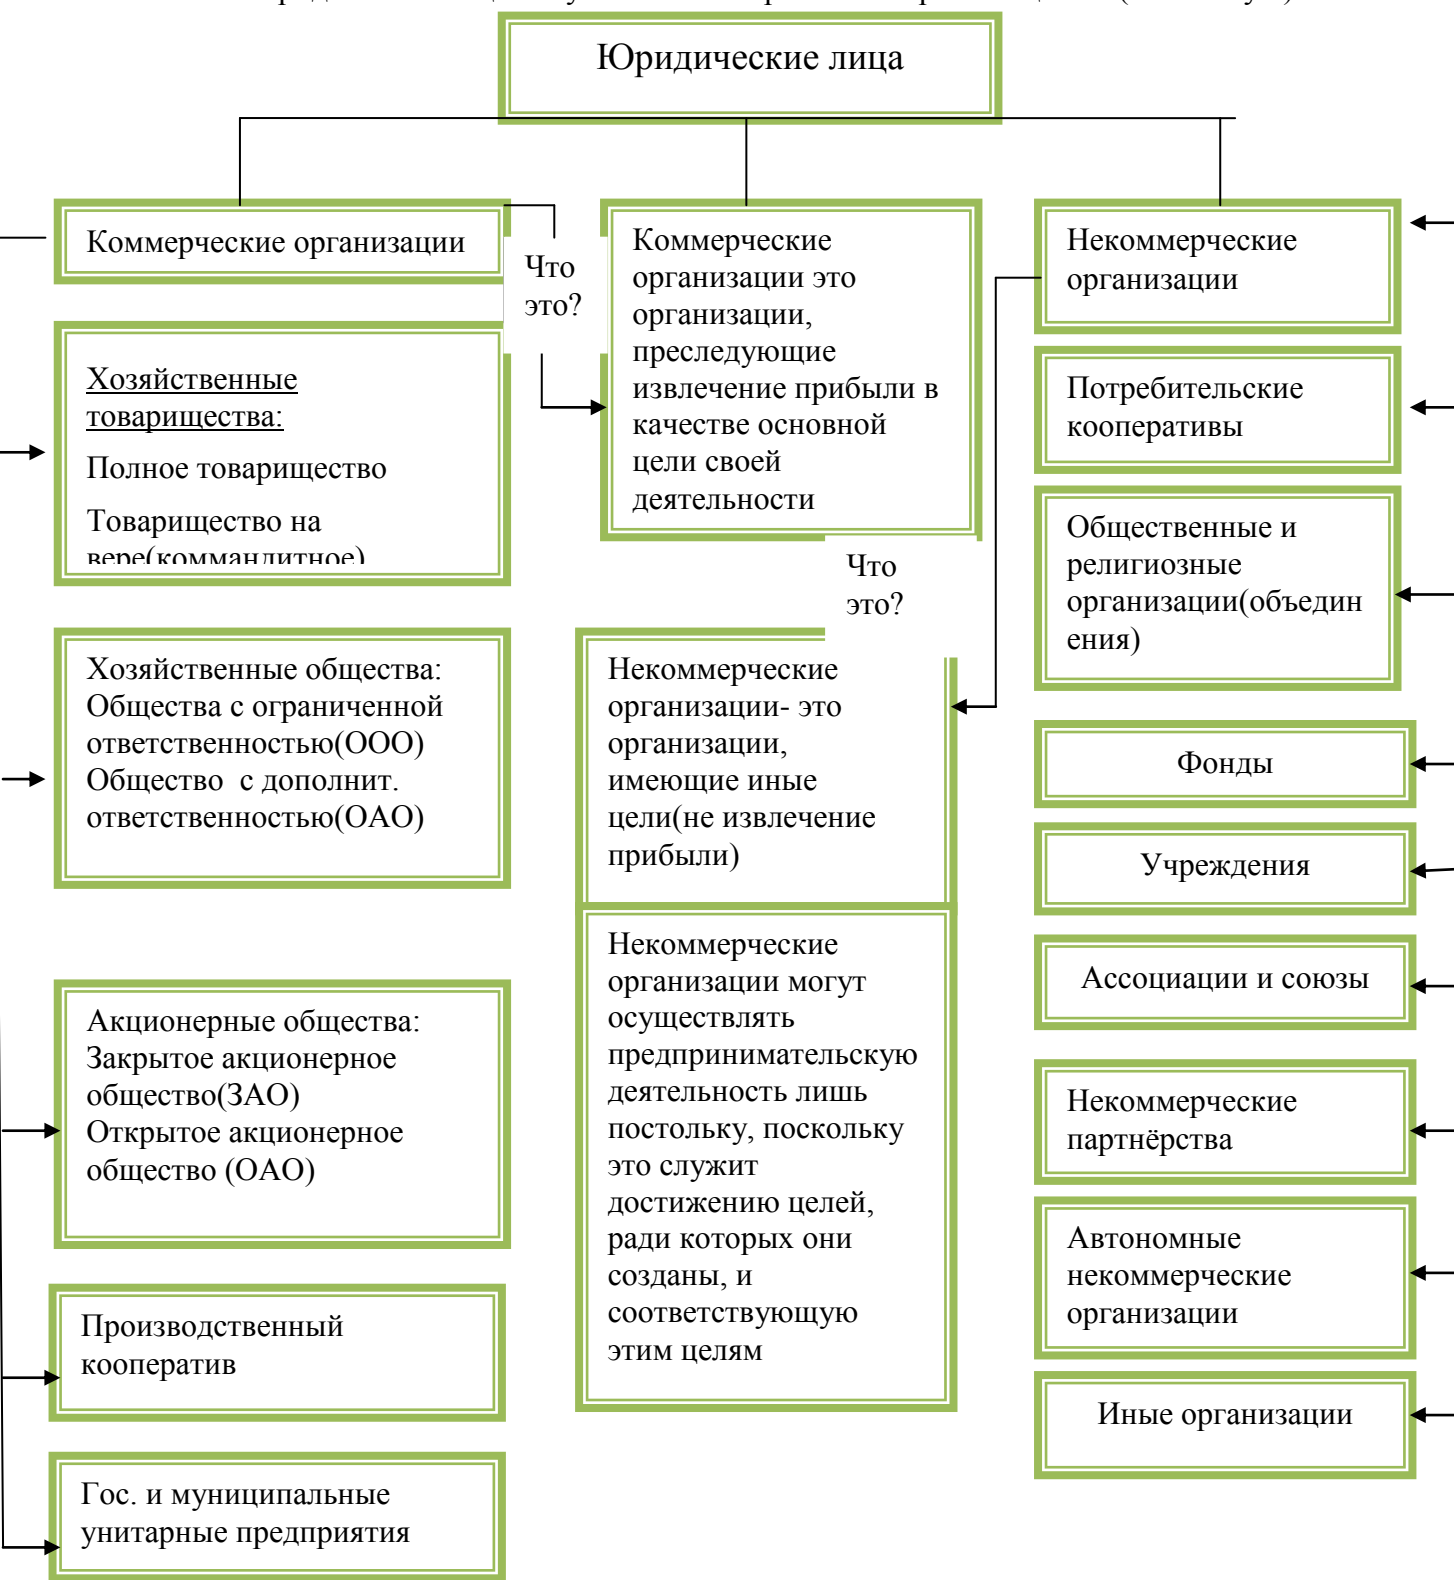 Юридические лица
Коммерческие организации
Что
это?
Коммерческие
организации это
организации,
преследующие
извлечение прибыли в
качестве основной
цели своей
деятельности
Некоммерческие
организации
Хозяйственные
товарищества:
Полное товарищество
Товарищество на
вере(коммандитное)
Потребительские
кооперативы
Общественные и
религиозные
организации(объедин
ения)
Что
это?
Хозяйственные общества:
Общества с ограниченной
ответственностью(ООО)
Общество с дополнит.
ответственностью(ОАО)
Некоммерческие
организации- это
организации,
имеющие иные
цели(не извлечение
прибыли)
Фонды
Учреждения
Некоммерческие
организации могут
осуществлять
предпринимательскую
деятельность лишь
постольку, поскольку
это служит
достижению целей,
ради которых они
созданы, и
соответствующую
этим целям
Ассоциации и союзы
Акционерные общества:
Закрытое акционерное
общество(ЗАО)
Открытое акционерное
общество (ОАО)
Некоммерческие
партнёрства
Автономные
некоммерческие
организации
Производственный
кооператив
Иные организации
Гос. и муниципальные
унитарные предприятия